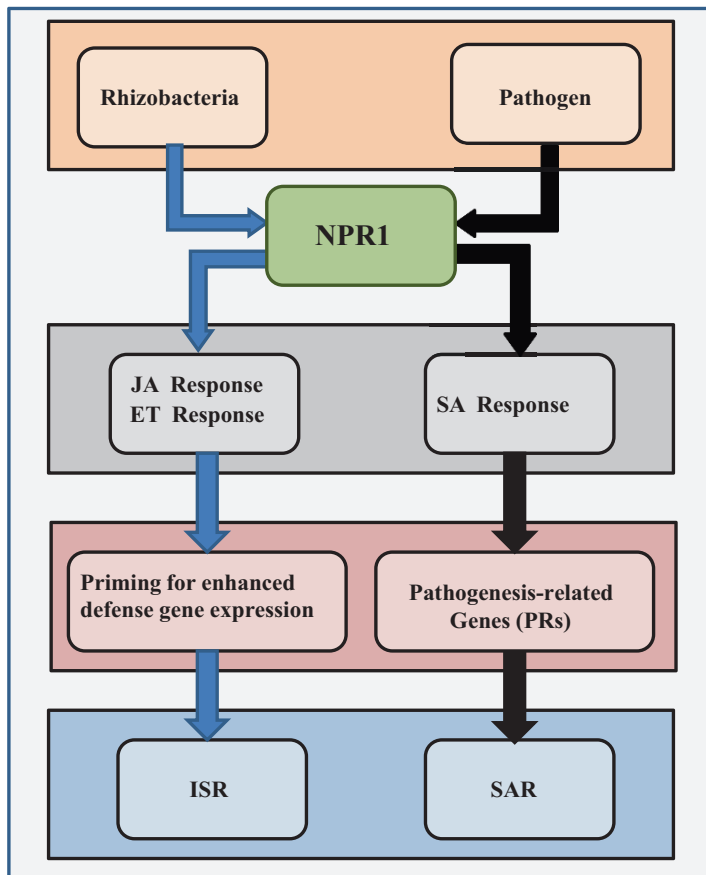 Rhizobacteria
Pathogen
NPR1
JA Response
ET Response
SA Response
Priming for enhanced
defense gene expression
Pathogenesis-related
Genes (PRs)
ISR
SAR